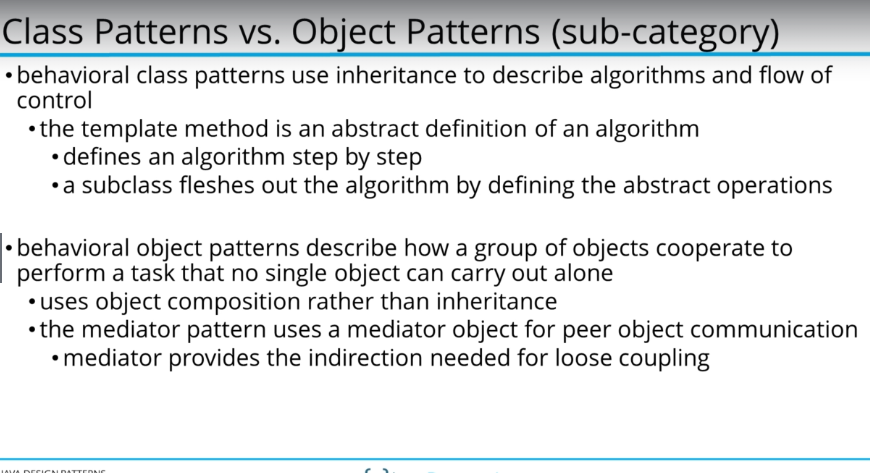 Class Patterns vs. Object Patterns (sub-category)
•behavioral class patterns use inheritance to describe algorithms and flow of
control
•the template method is an abstract definition of an algorithm
•defines an algorithm step by step
•a subclass fleshes out the algorithm by defining the abstract operations
•behavioral object patterns describe how a group of objects cooperate to
perform a task that no single object can carry out alone
•uses object composition rather than inheritance
•the mediator pattern uses a mediator object for peer object communication
•mediator provides the indirection needed for loose coupling
JAVA DESIGN PATTERNS